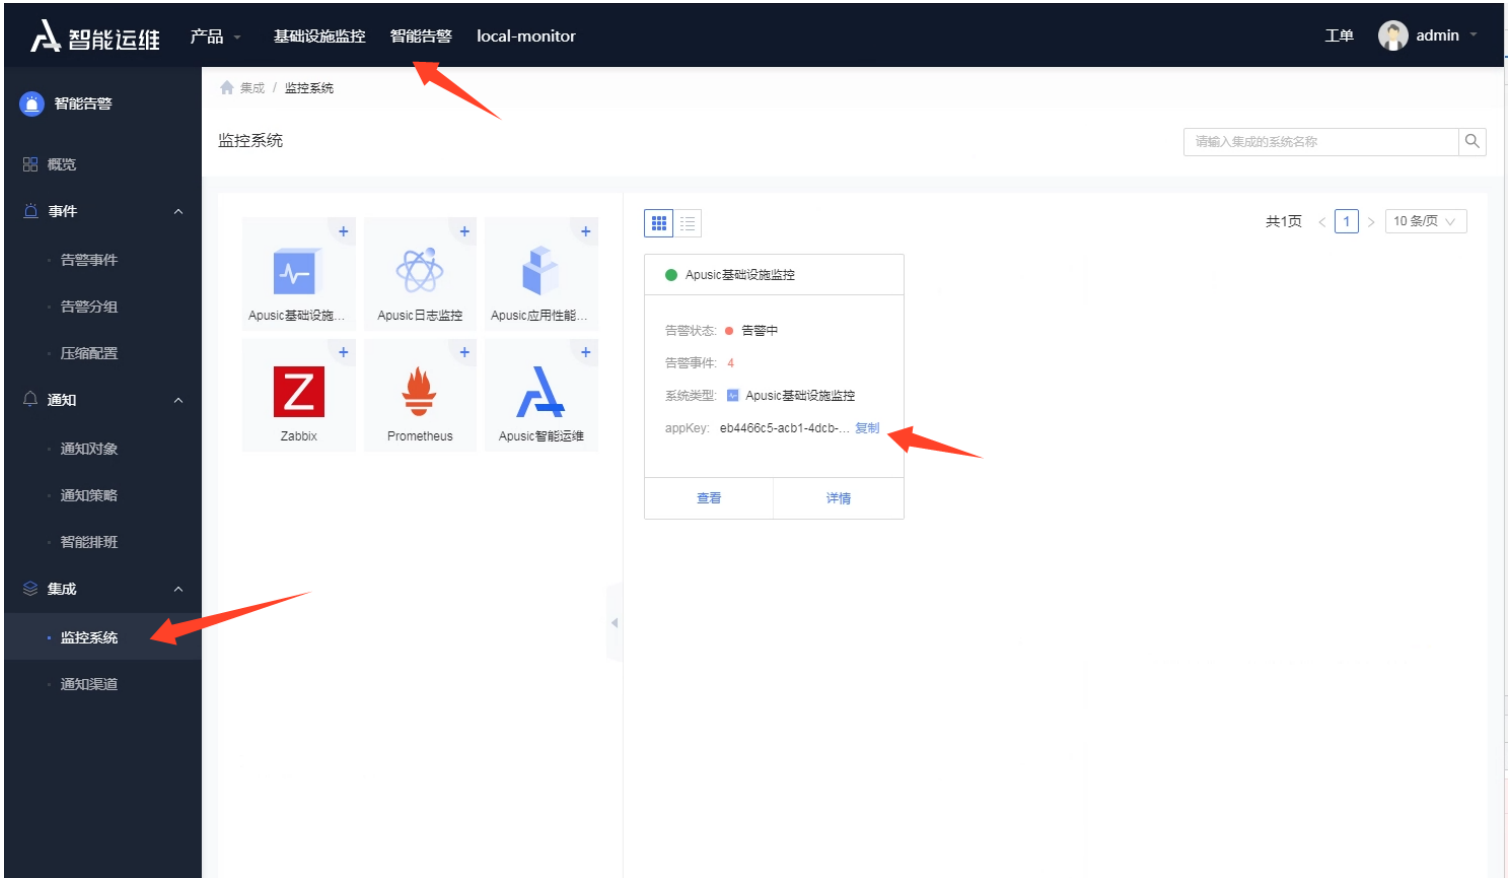 智能运维
产品
基础设施监控
智能告警
local-monitor
工单
admin
智能告警
概览
事件
告警事件
告警分组
压缩配置
通知
通知对象
通知策略
智能排班
集成
监控系统
通知渠道
集成 / 监控系统
监控系统
请输入集成的系统名称
Apusic基础设施...
Apusic日志监控
Apusic应用性能...
Z
Zabbix
Prometheus
Apusic智能运维
共1页 < 1 > 10 条/页
Apusic基础设施监控
告警状态: 告警中
告警事件: 4
系统类型: Apusic基础设施监控
appKey: eb4466c5-acb1-4dcb-... 复制
查看
详情